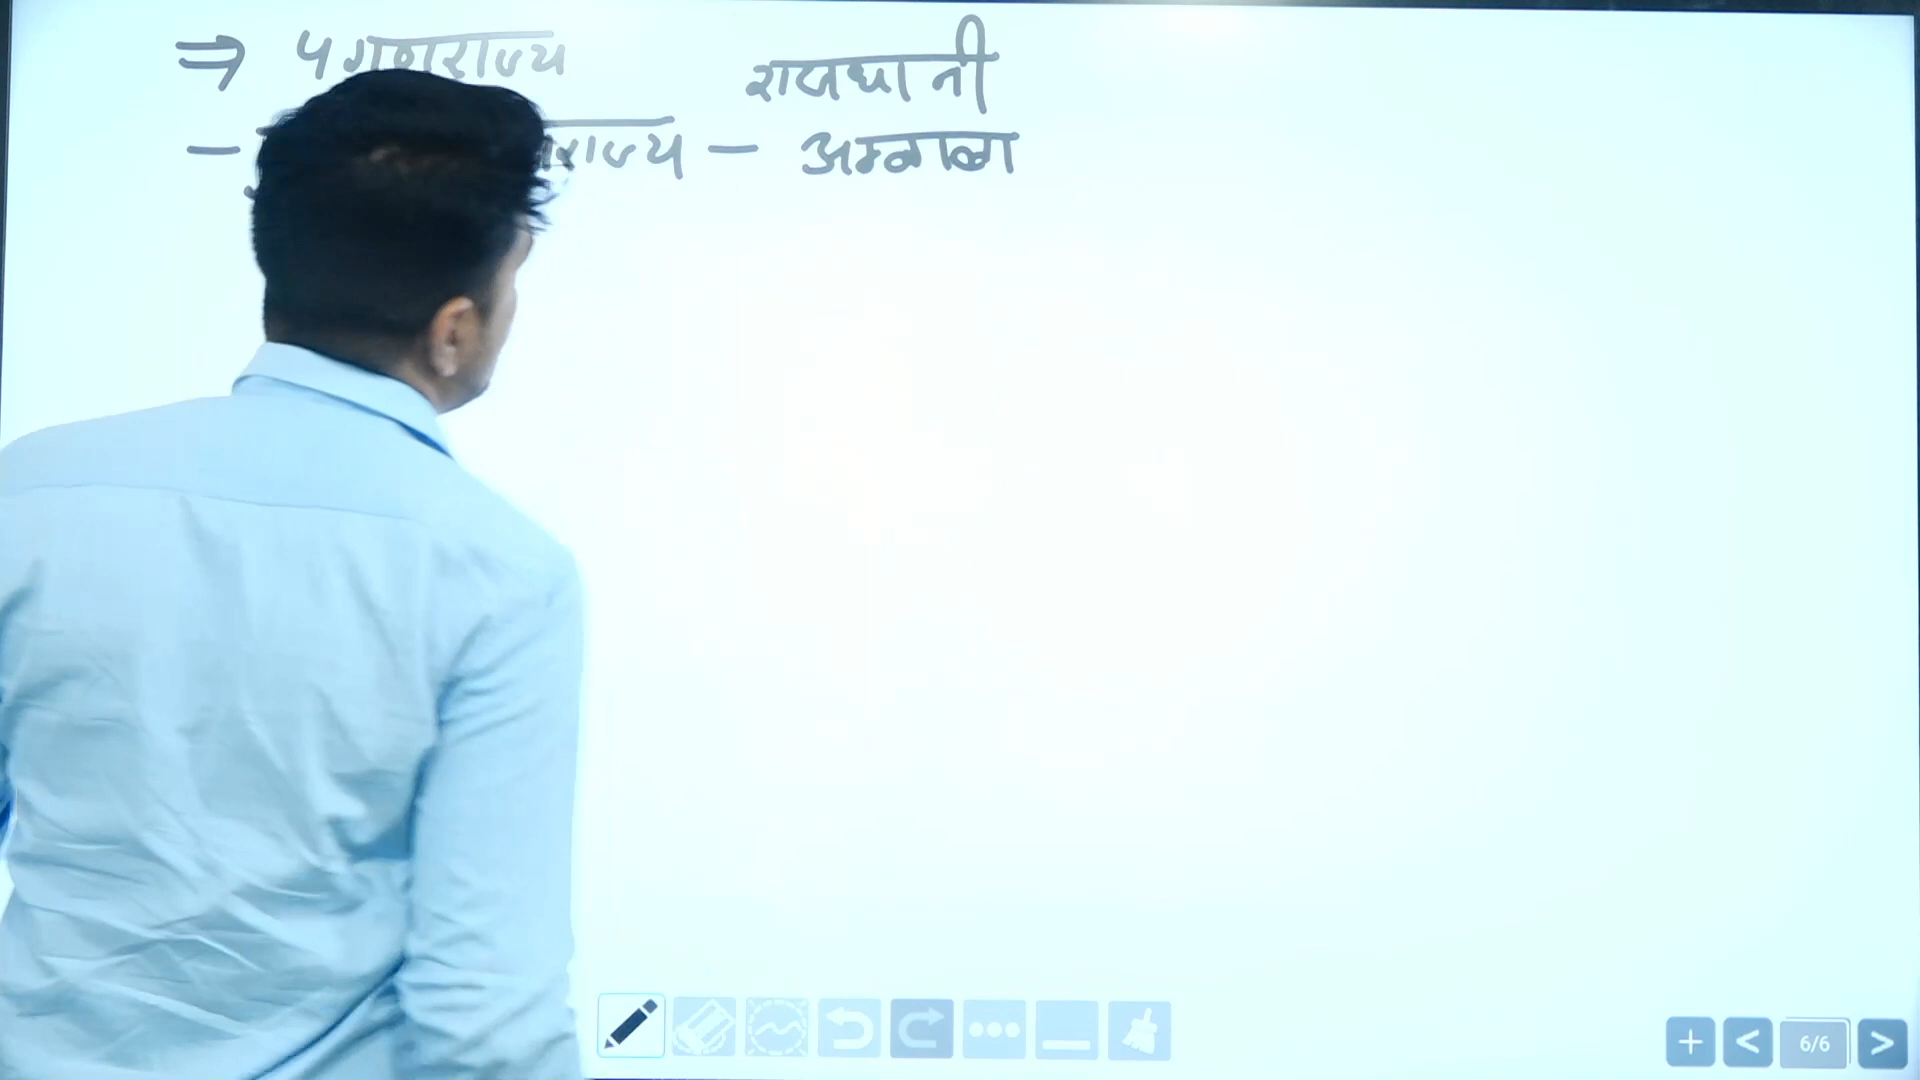 ⇒ ५ गणराज्य
राजधानी
- राज्य - अम्बाला
6/6